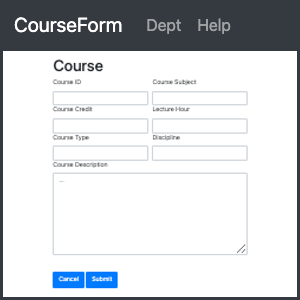 CourseForm Dept Help
Course
Course ID Course Subject
Course Credit Lecture Hour
Course Type Discipline
Course Description
...
Cancel Submit